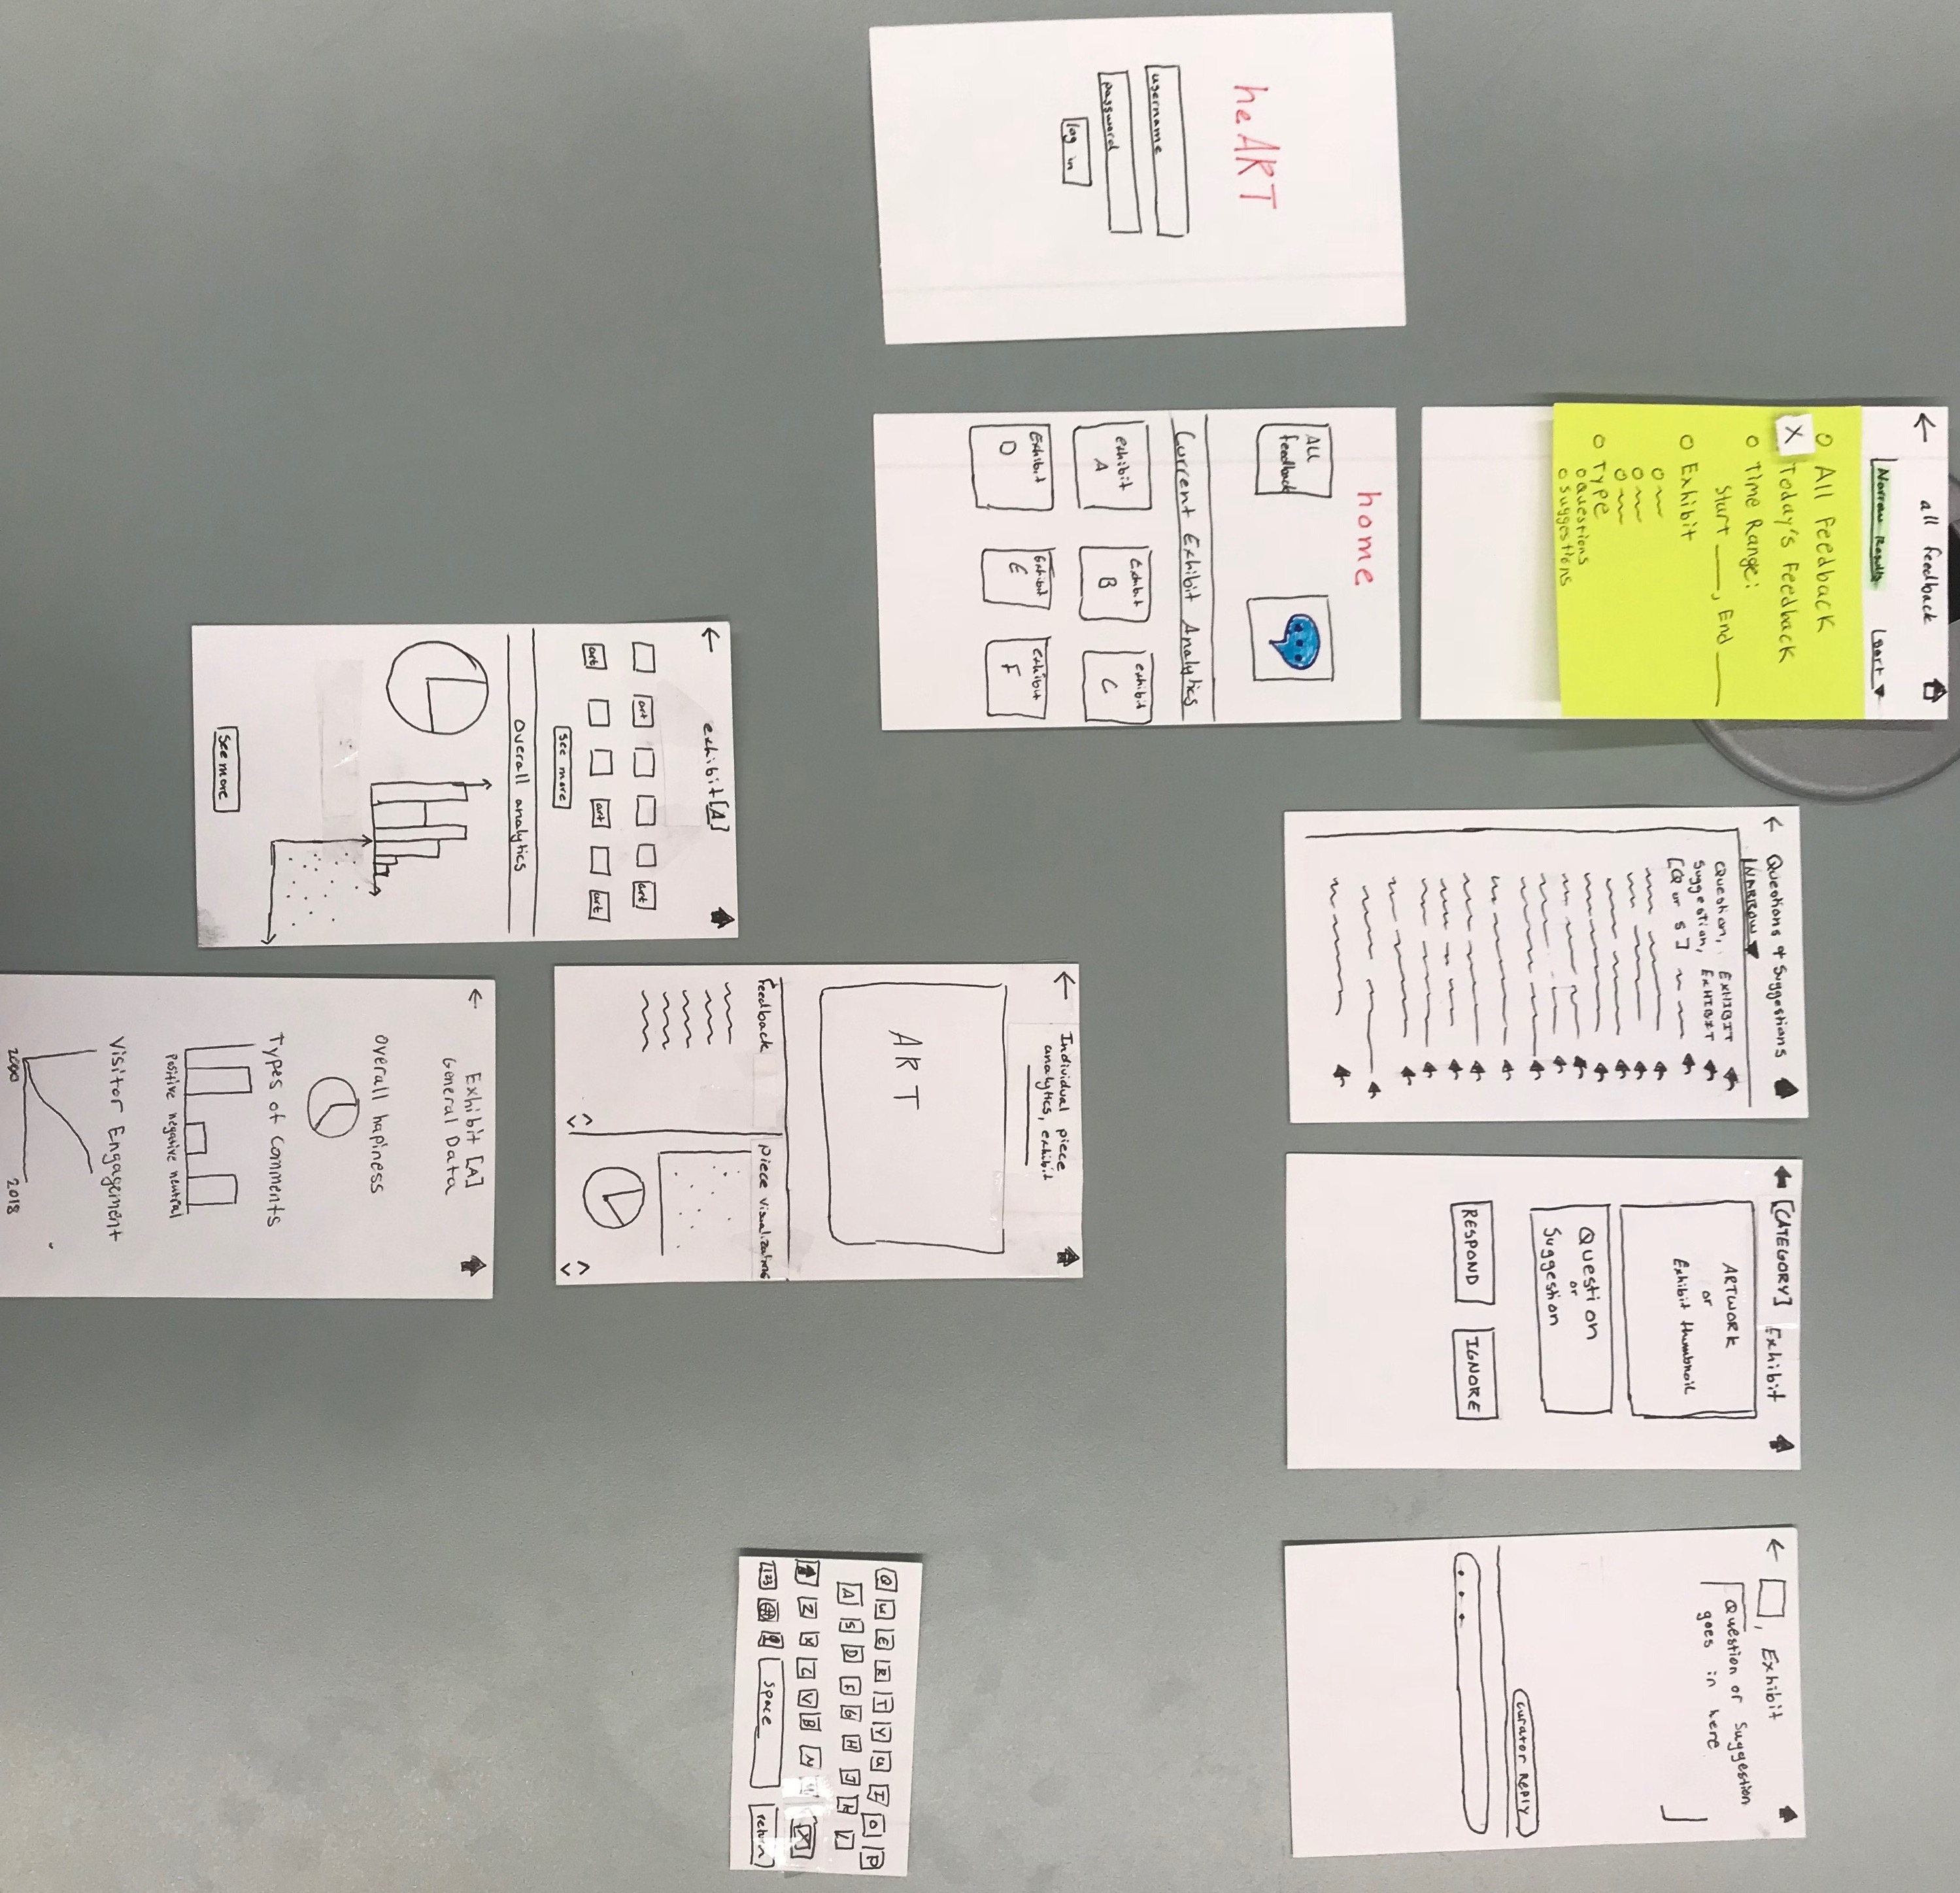 heART
username
password
log in
home
ALL
feedback
Current Exhibit Analytics
exhibit
A
Exhibit
B
exhibit
C
Exhibit
D
Exhibit
E
exhibit
F
all feedback
Narrow Results
sort
All Feedback
X
Today's Feedback
Time Range:
Start ____, End ____
Exhibit
Type
Questions
Suggestions
exhibit [A]
art
art
art
art
art
see more
Overall analytics
see more
Questions & Suggestions
NARROW
Question, EXHIBIT
Suggestion, EXHIBIT
[Q or S]
Individual piece
analytics, exhibit
ART
Feedback
Piece visualizations
Exhibit [A]
General Data
overall hapiness
Types of Comments
Positive negative neutral
Visitor Engagement
2000
2018
[CATEGORY] Exhibit
ARTWORK
or
Exhibit thumbnail
Question
or
Suggestion
RESPOND
IGNORE
, Exhibit
Question or Suggestion
goes in here
curator REPLY
...
Q W E R T Y U I O P
A S D F G H J K L
Z X C V B N M
123
space
return